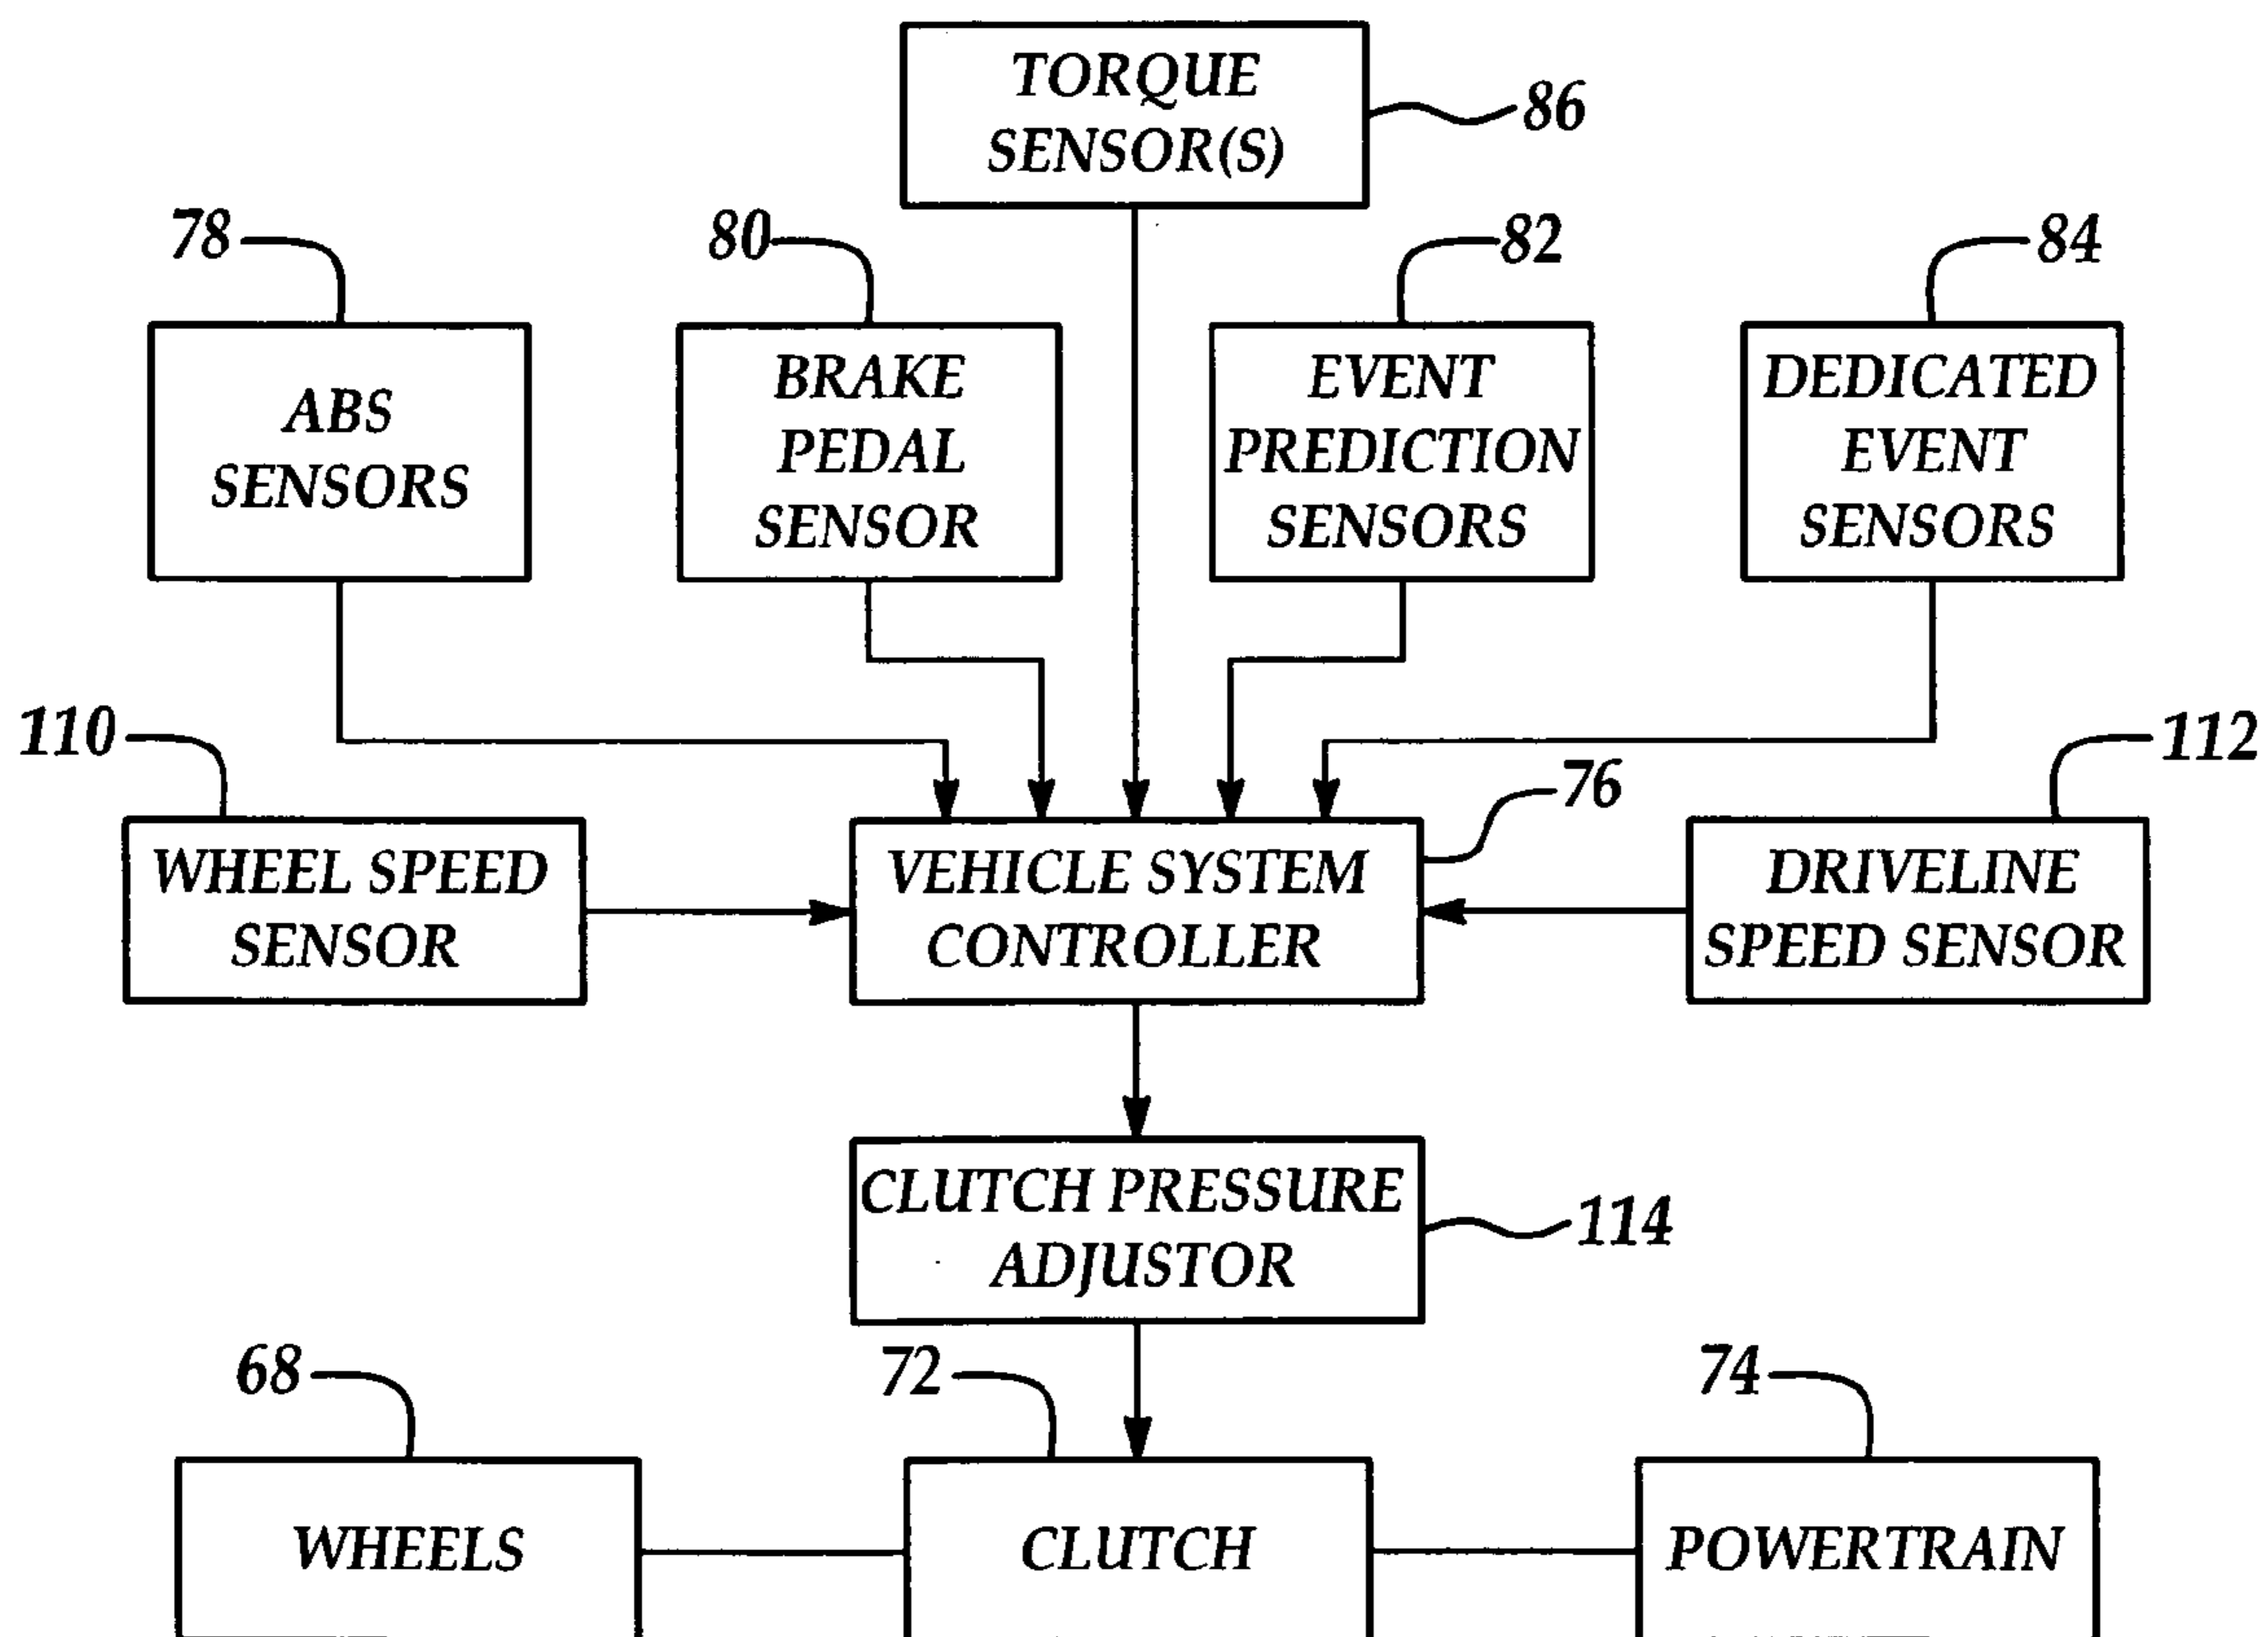 TORQUE
SENSOR(S)
86
78
80
82
84
ABS
SENSORS
BRAKE
PEDAL
SENSOR
EVENT
PREDICTION
SENSORS
DEDICATED
EVENT
SENSORS
110
76
112
WHEEL SPEED
SENSOR
VEHICLE SYSTEM
CONTROLLER
DRIVELINE
SPEED SENSOR
CLUTCH PRESSURE
ADJUSTOR
114
68
72
74
WHEELS
CLUTCH
POWERTRAIN